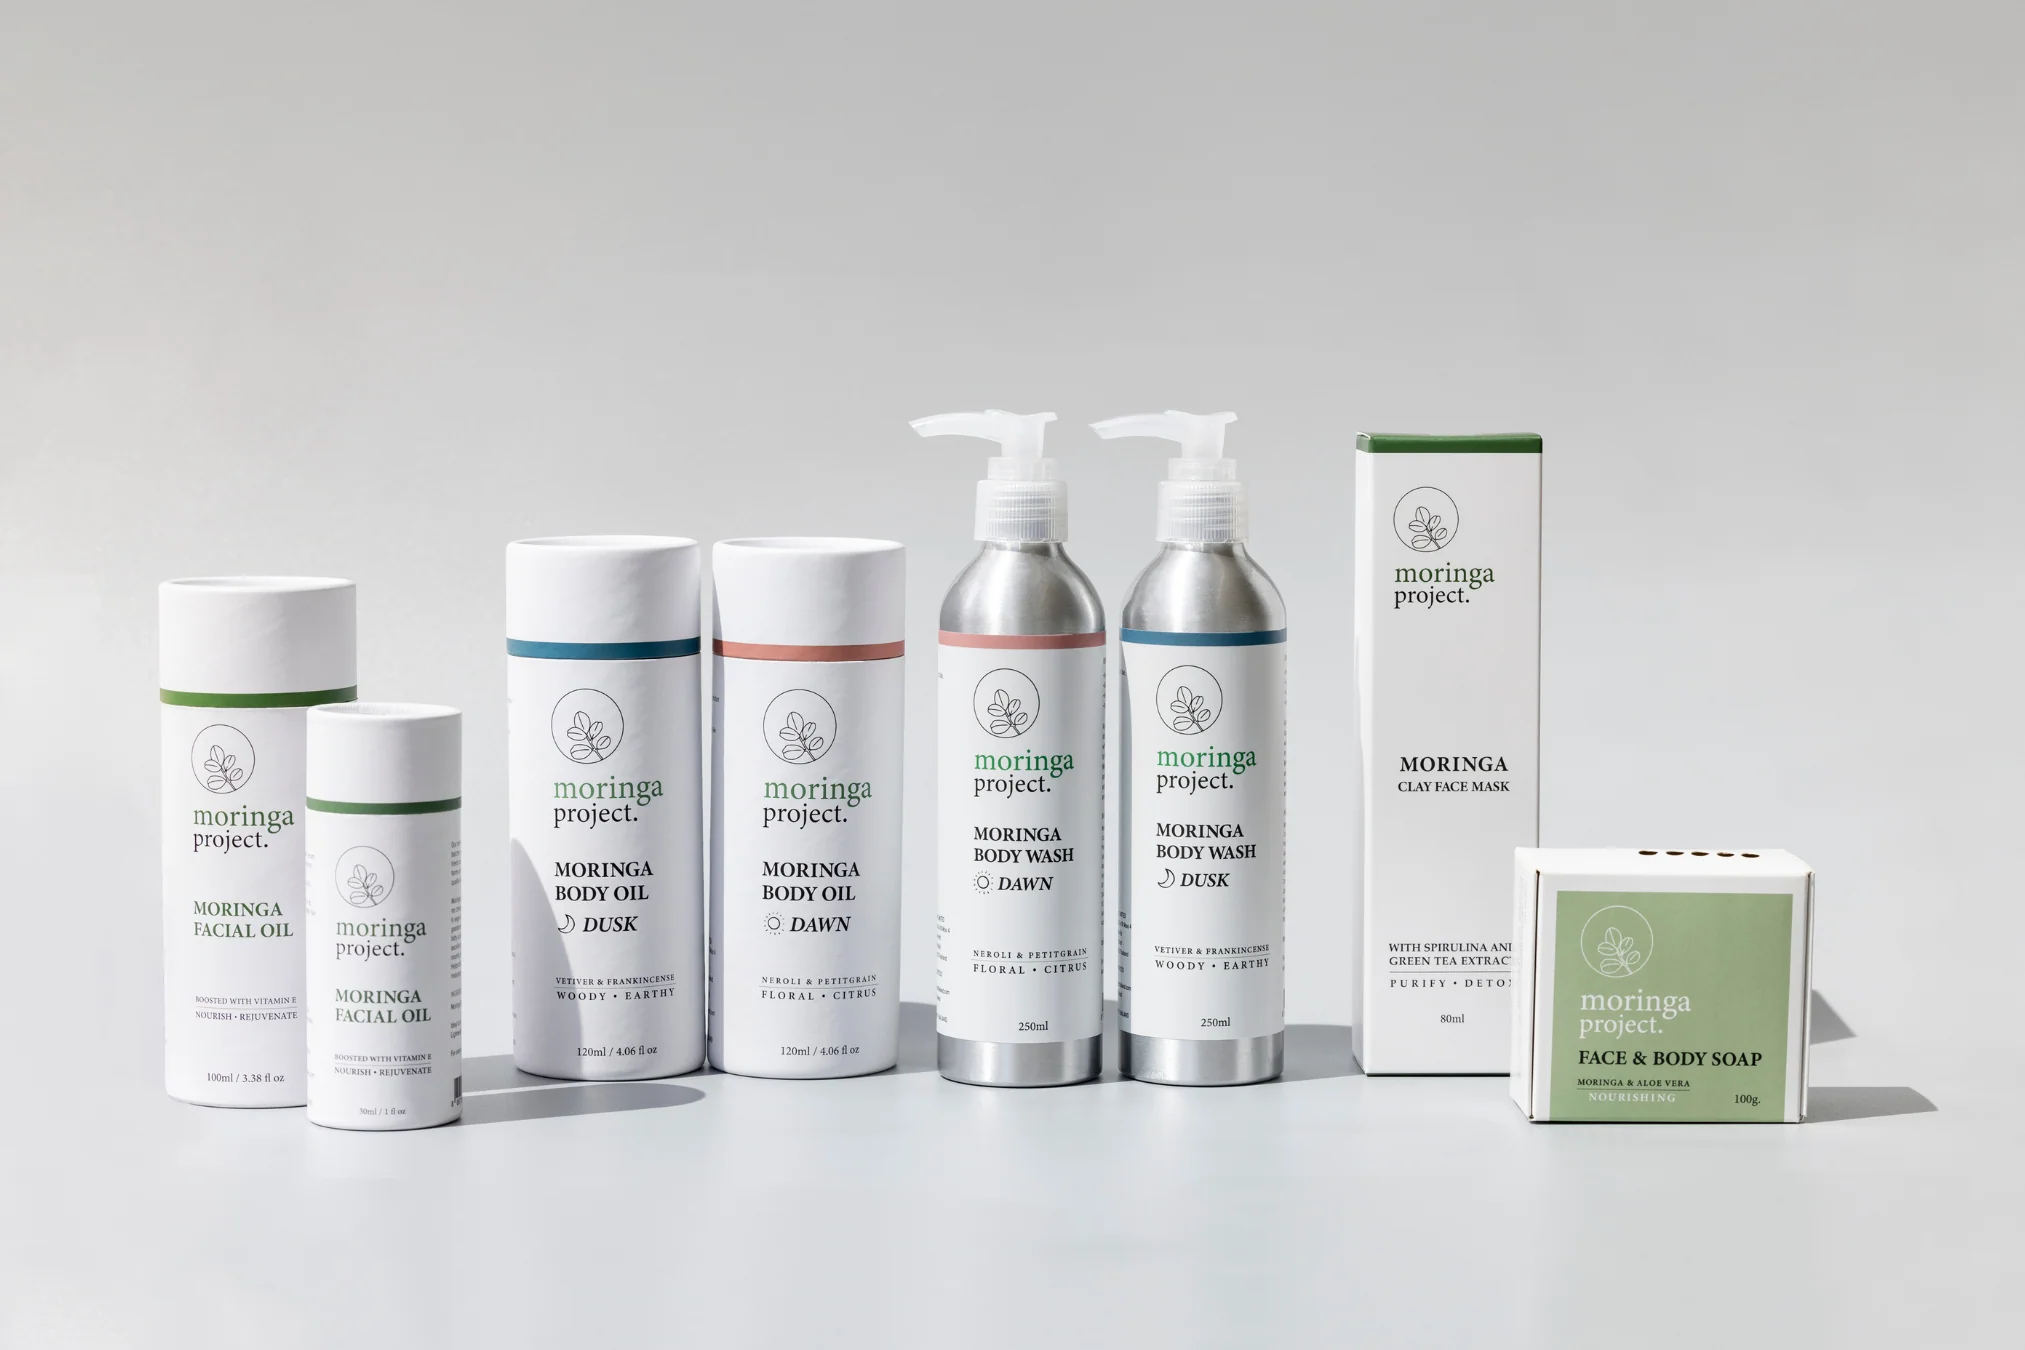 moringa
project.
MORINGA
FACIAL OIL
BOOSTED WITH VITAMIN E
NOURISH • REJUVENATE
100ml / 3.38 fl oz
moringa
project.
MORINGA
FACIAL OIL
BOOSTED WITH VITAMIN E
NOURISH • REJUVENATE
30ml / 1 fl oz
moringa
project.
MORINGA
BODY OIL
DUSK
VETIVER & FRANKINCENSE
WOODY • EARTHY
120ml / 4.06 fl oz
moringa
project.
MORINGA
BODY OIL
DAWN
NEROLI & PETITGRAIN
FLORAL • CITRUS
120ml / 4.06 fl oz
moringa
project.
MORINGA
BODY WASH
DAWN
NEROLI & PETITGRAIN
FLORAL • CITRUS
250ml
moringa
project.
MORINGA
BODY WASH
DUSK
VETIVER & FRANKINCENSE
WOODY • EARTHY
250ml
moringa
project.
MORINGA
CLAY FACE MASK
WITH SPIRULINA AND
GREEN TEA EXTRACT
PURIFY • DETOX
80ml
moringa
project.
FACE & BODY SOAP
MORINGA & ALOE VERA
NOURISHING
100g.